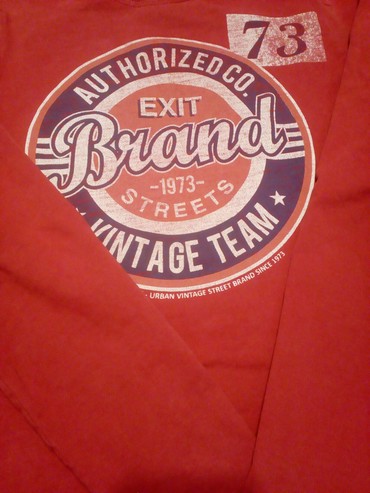 73
AUTHORIZED CO.
EXIT
Brand
-1973-
STREETS
VINTAGE TEAM
- URBAN VINTAGE STREET BRAND SINCE 1973